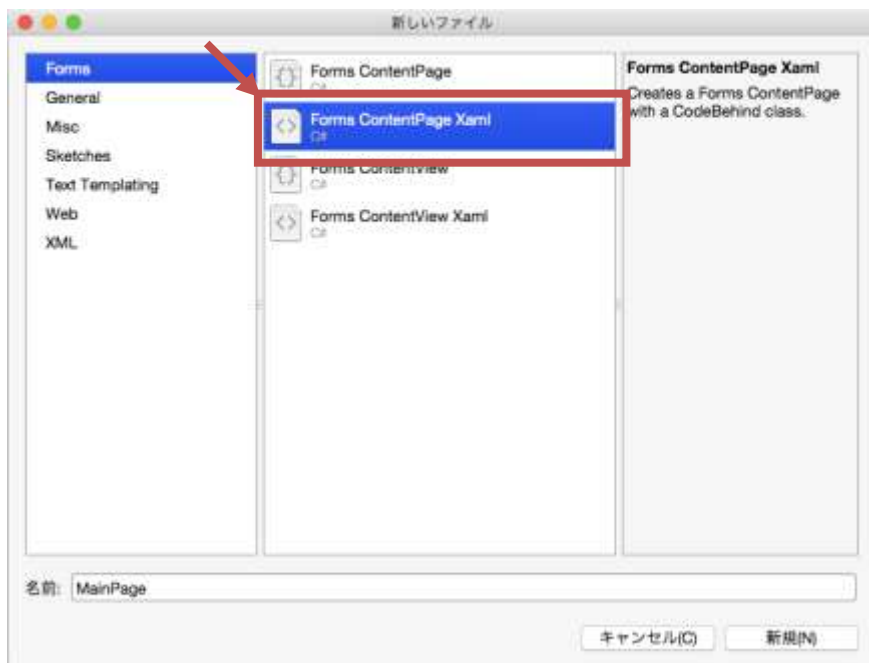 新しいファイル
Forms
General
Misc
Sketches
Text Templating
Web
XML
Forms ContentPage
C#
Forms ContentPage Xaml
C#
Forms ContentView
C#
Forms ContentView Xaml
C#
Forms ContentPage Xaml
Creates a Forms ContentPage
with a CodeBehind class.
名前: MainPage
キャンセル(C)
新規(N)